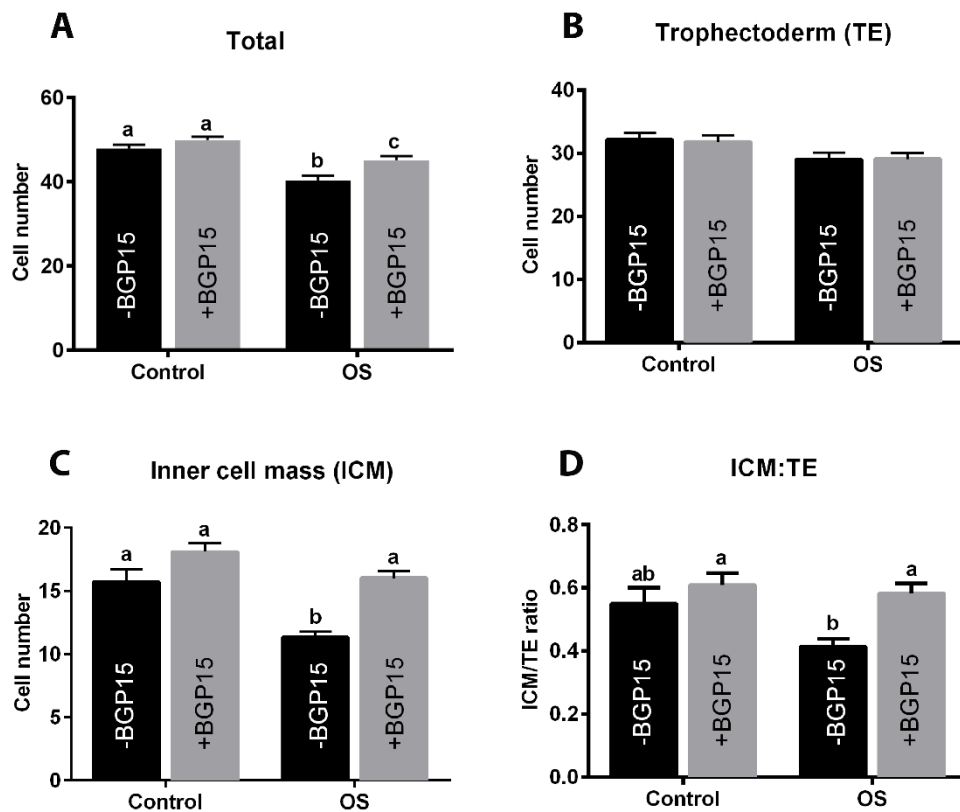 A
Total
Cell number
60
40
20
0
a
a
b
c
-BGP15
+BGP15
-BGP15
+BGP15
Control
OS
B
Trophectoderm (TE)
Cell number
40
30
20
10
0
-BGP15
+BGP15
-BGP15
+BGP15
Control
OS
C
Inner cell mass (ICM)
Cell number
20
15
10
5
0
a
a
b
a
-BGP15
+BGP15
-BGP15
+BGP15
Control
OS
D
ICM:TE
ICM/TE ratio
0.8
0.6
0.4
0.2
0.0
ab
a
b
a
-BGP15
+BGP15
-BGP15
+BGP15
Control
OS